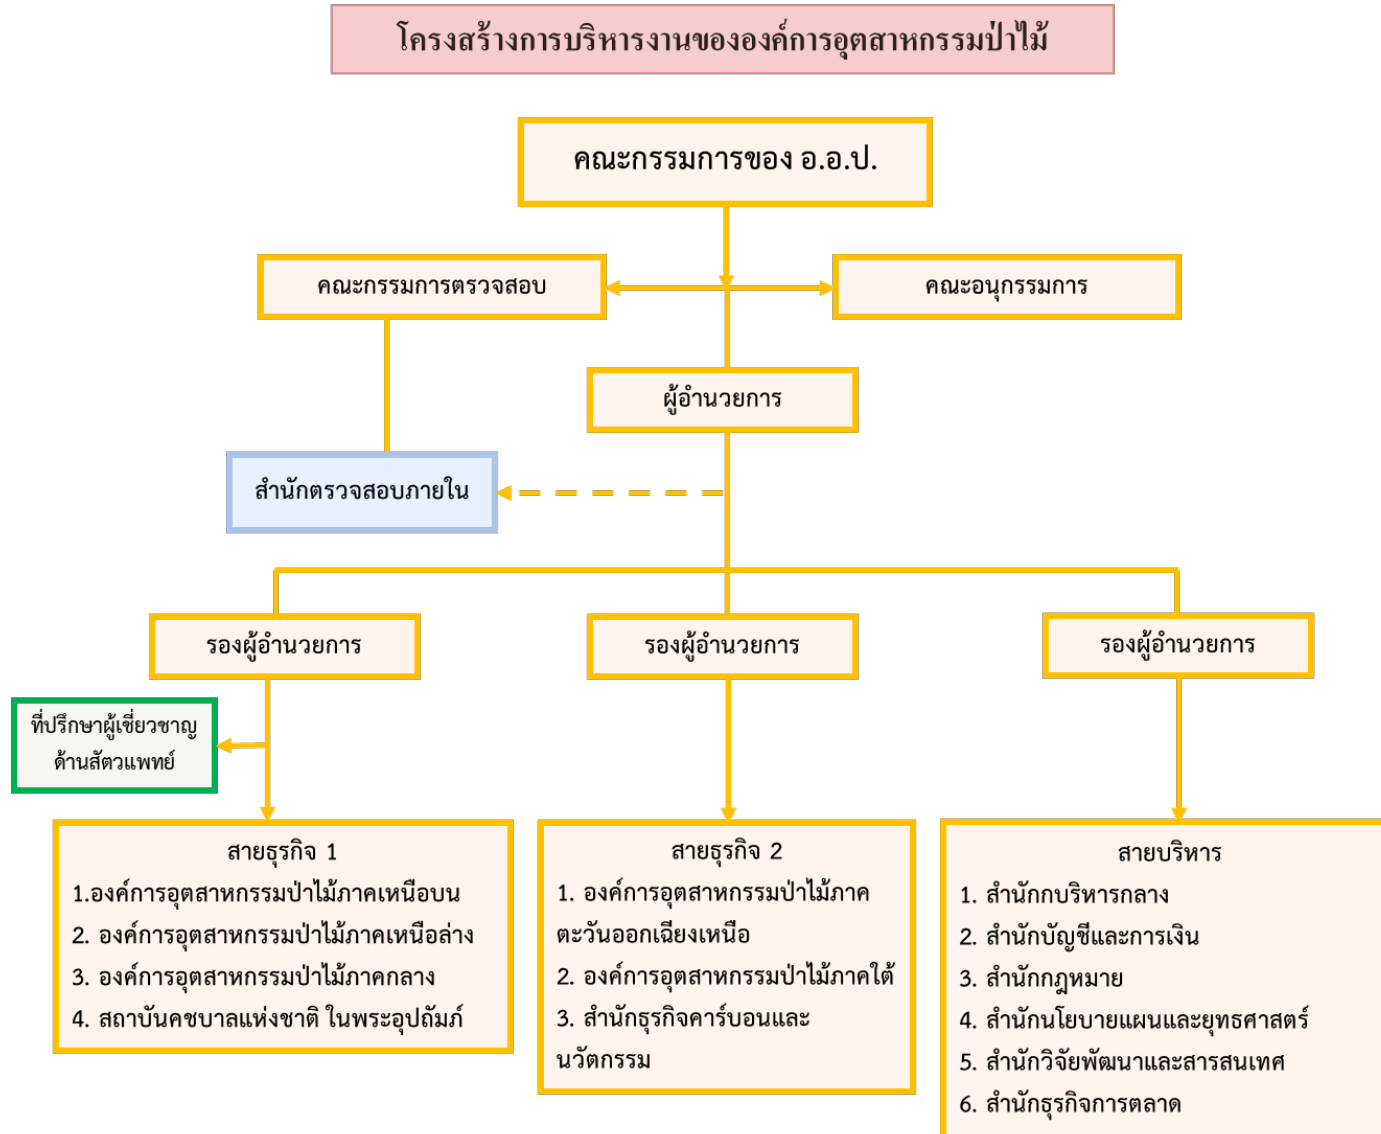 โครงสร้างการบริหารงานขององค์การอุตสาหกรรมป่าไม้
คณะกรรมการของ อ.อ.ป.
คณะกรรมการตรวจสอบ
คณะอนุกรรมการ
ผู้อำนวยการ
สำนักตรวจสอบภายใน
รองผู้อำนวยการ
รองผู้อำนวยการ
รองผู้อำนวยการ
ที่ปรึกษาผู้เชี่ยวชาญ
ด้านสัตวแพทย์
สายธุรกิจ 1
1.องค์การอุตสาหกรรมป่าไม้ภาคเหนือบน
2. องค์การอุตสาหกรรมป่าไม้ภาคเหนือล่าง
3. องค์การอุตสาหกรรมป่าไม้ภาคกลาง
4. สถาบันคชบาลแห่งชาติ ในพระอุปถัมภ์
สายธุรกิจ 2
1. องค์การอุตสาหกรรมป่าไม้ภาค
ตะวันออกเฉียงเหนือ
2. องค์การอุตสาหกรรมป่าไม้ภาคใต้
3. สำนักธุรกิจคาร์บอนและ
นวัตกรรม
สายบริหาร
1. สำนักกบริหารกลาง
2. สำนักบัญชีและการเงิน
3. สำนักกฎหมาย
4. สำนักนโยบายแผนและยุทธศาสตร์
5. สำนักวิจัยพัฒนาและสารสนเทศ
6. สำนักธุรกิจการตลาด